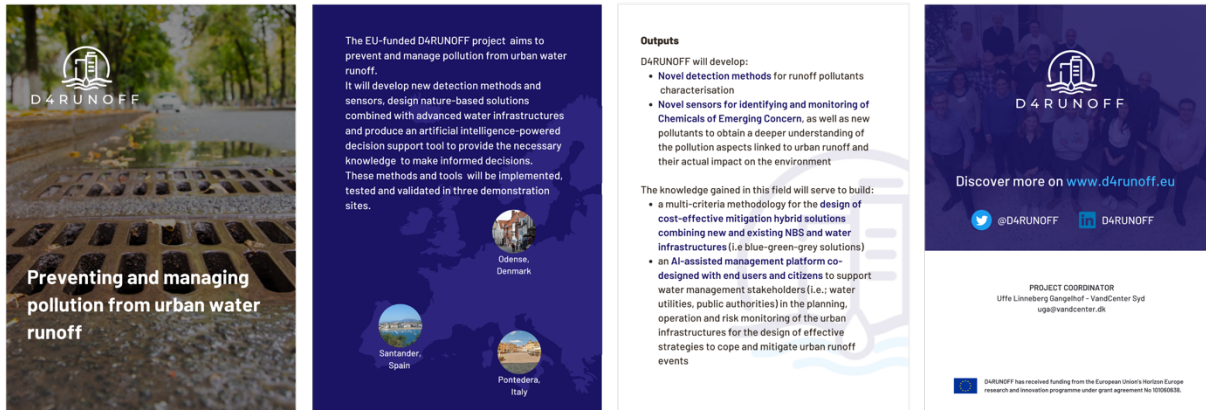 D4RUNOFF
Preventing and managing
pollution from urban water
runoff
The EU-funded D4RUNOFF project aims to
prevent and manage pollution from urban water
runoff.
It will develop new detection methods and
sensors, design nature-based solutions
combined with advanced water infrastructures
and produce an artificial intelligence-powered
decision support tool to provide the necessary
knowledge to make informed decisions.
These methods and tools will be implemented,
tested and validated in three demonstration
sites.
Odense,
Denmark
Santander,
Spain
Pontedera,
Italy
Outputs
D4RUNOFF will develop:
• Novel detection methods for runoff pollutants
characterisation
• Novel sensors for identifying and monitoring of
Chemicals of Emerging Concern, as well as new
pollutants to obtain a deeper understanding of
the pollution aspects linked to urban runoff and
their actual impact on the environment
The knowledge gained in this field will serve to build:
• a multi-criteria methodology for the design of
cost-effective mitigation hybrid solutions
combining new and existing NBS and water
infrastructures (i.e blue-green-grey solutions)
• an AI-assisted management platform co-
designed with end users and citizens to support
water management stakeholders (i.e.; water
utilities, public authorities) in the planning,
operation and risk monitoring of the urban
infrastructures for the design of effective
strategies to cope and mitigate urban runoff
events
D4RUNOFF
Discover more on www.d4runoff.eu
@D4RUNOFF
in D4RUNOFF
PROJECT COORDINATOR
Uffe Linneberg Gangelhof - VandCenter Syd
uga@vandcenter.dk
D4RUNOFF has received funding from the European Union's Horizon Europe
research and innovation programme under grant agreement No 101060638.